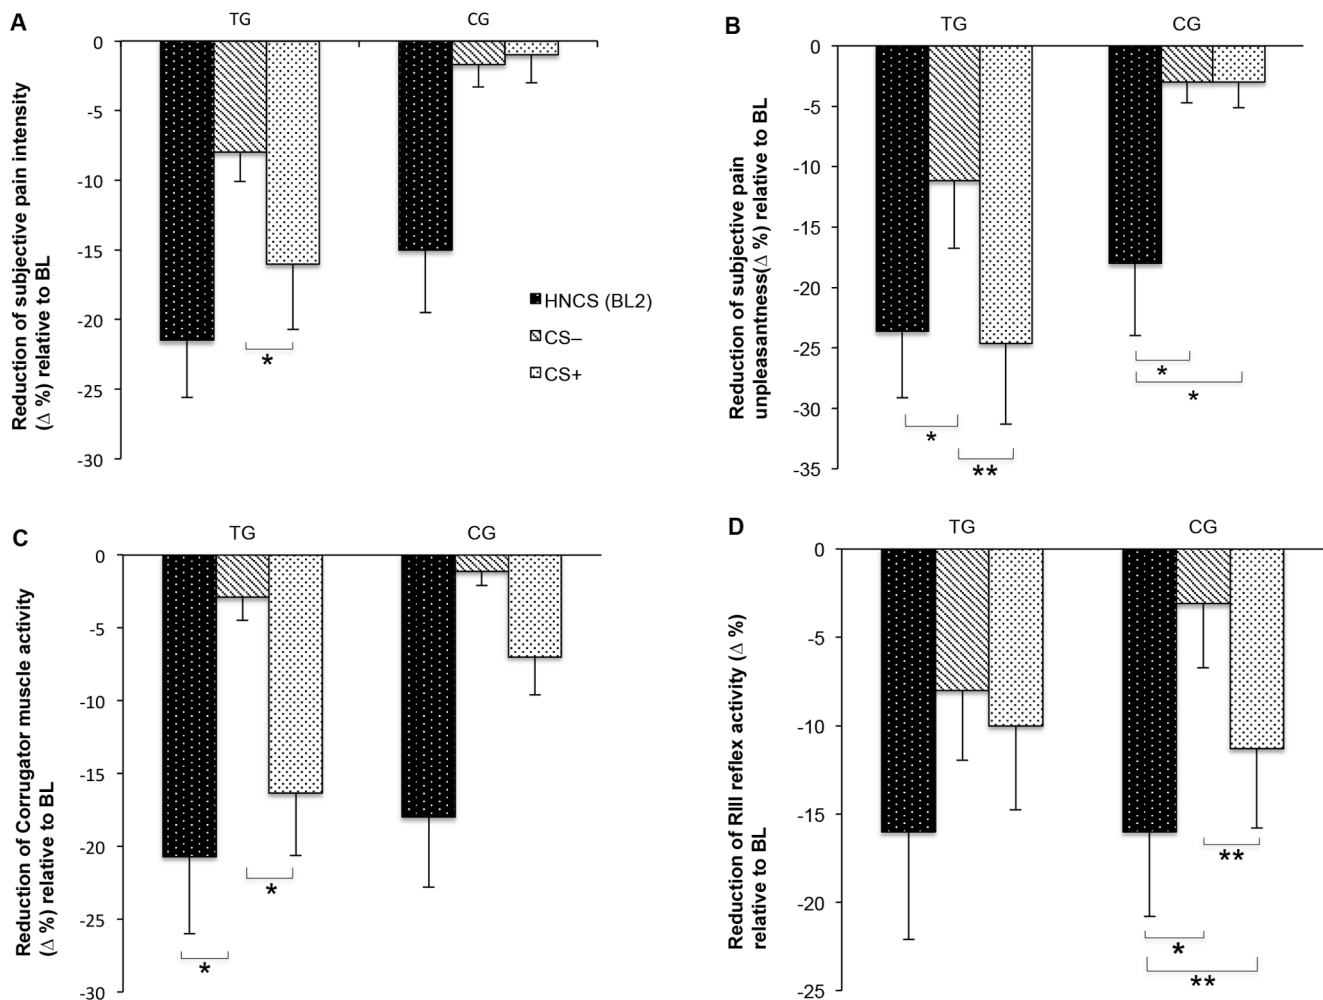 A
TG
CG
0
-5
-10
-15
-20
-25
-30
Reduction of subjective pain intensity
(Δ %) relative to BL
HNCS (BL2)
CS–
CS+
*
B
TG
CG
0
-5
-10
-15
-20
-25
-30
-35
Reduction of subjective pain
unpleasantness(Δ %) relative to BL
*
**
*
*
C
TG
CG
0
-5
-10
-15
-20
-25
-30
Reduction of Corrugator muscle activity
(Δ %) relative to BL
*
*
D
TG
CG
0
-5
-10
-15
-20
-25
Reduction of RIII reflex activity (Δ %)
relative to BL
**
*
**